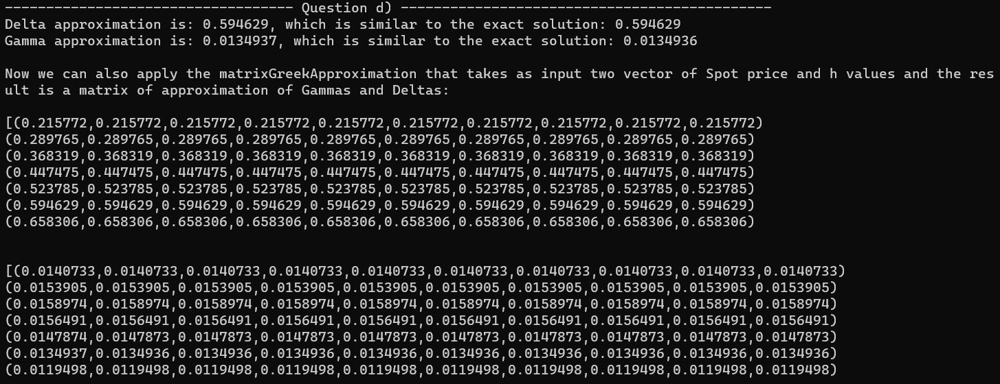 ----------------------------------- Question d) ---------------------------------------------
Delta approximation is: 0.594629, which is similar to the exact solution: 0.594629
Gamma approximation is: 0.0134937, which is similar to the exact solution: 0.0134936
Now we can also apply the matrixGreekApproximation that takes as input two vector of Spot price and h values and the res
ult is a matrix of approximation of Gammas and Deltas:
[(0.215772,0.215772,0.215772,0.215772,0.215772,0.215772,0.215772,0.215772,0.215772,0.215772)
(0.289765,0.289765,0.289765,0.289765,0.289765,0.289765,0.289765,0.289765,0.289765,0.289765)
(0.368319,0.368319,0.368319,0.368319,0.368319,0.368319,0.368319,0.368319,0.368319,0.368319)
(0.447475,0.447475,0.447475,0.447475,0.447475,0.447475,0.447475,0.447475,0.447475,0.447475)
(0.523785,0.523785,0.523785,0.523785,0.523785,0.523785,0.523785,0.523785,0.523785,0.523785)
(0.594629,0.594629,0.594629,0.594629,0.594629,0.594629,0.594629,0.594629,0.594629,0.594629)
(0.658306,0.658306,0.658306,0.658306,0.658306,0.658306,0.658306,0.658306,0.658306,0.658306)
[(0.0140733,0.0140733,0.0140733,0.0140733,0.0140733,0.0140733,0.0140733,0.0140733,0.0140733,0.0140733)
(0.0153905,0.0153905,0.0153905,0.0153905,0.0153905,0.0153905,0.0153905,0.0153905,0.0153905,0.0153905)
(0.0158974,0.0158974,0.0158974,0.0158974,0.0158974,0.0158974,0.0158974,0.0158974,0.0158974,0.0158974)
(0.0156491,0.0156491,0.0156491,0.0156491,0.0156491,0.0156491,0.0156491,0.0156491,0.0156491,0.0156491)
(0.0147874,0.0147873,0.0147873,0.0147873,0.0147873,0.0147873,0.0147873,0.0147873,0.0147873,0.0147873)
(0.0134937,0.0134936,0.0134936,0.0134936,0.0134936,0.0134936,0.0134936,0.0134936,0.0134936,0.0134936)
(0.0119498,0.0119498,0.0119498,0.0119498,0.0119498,0.0119498,0.0119498,0.0119498,0.0119498,0.0119498)